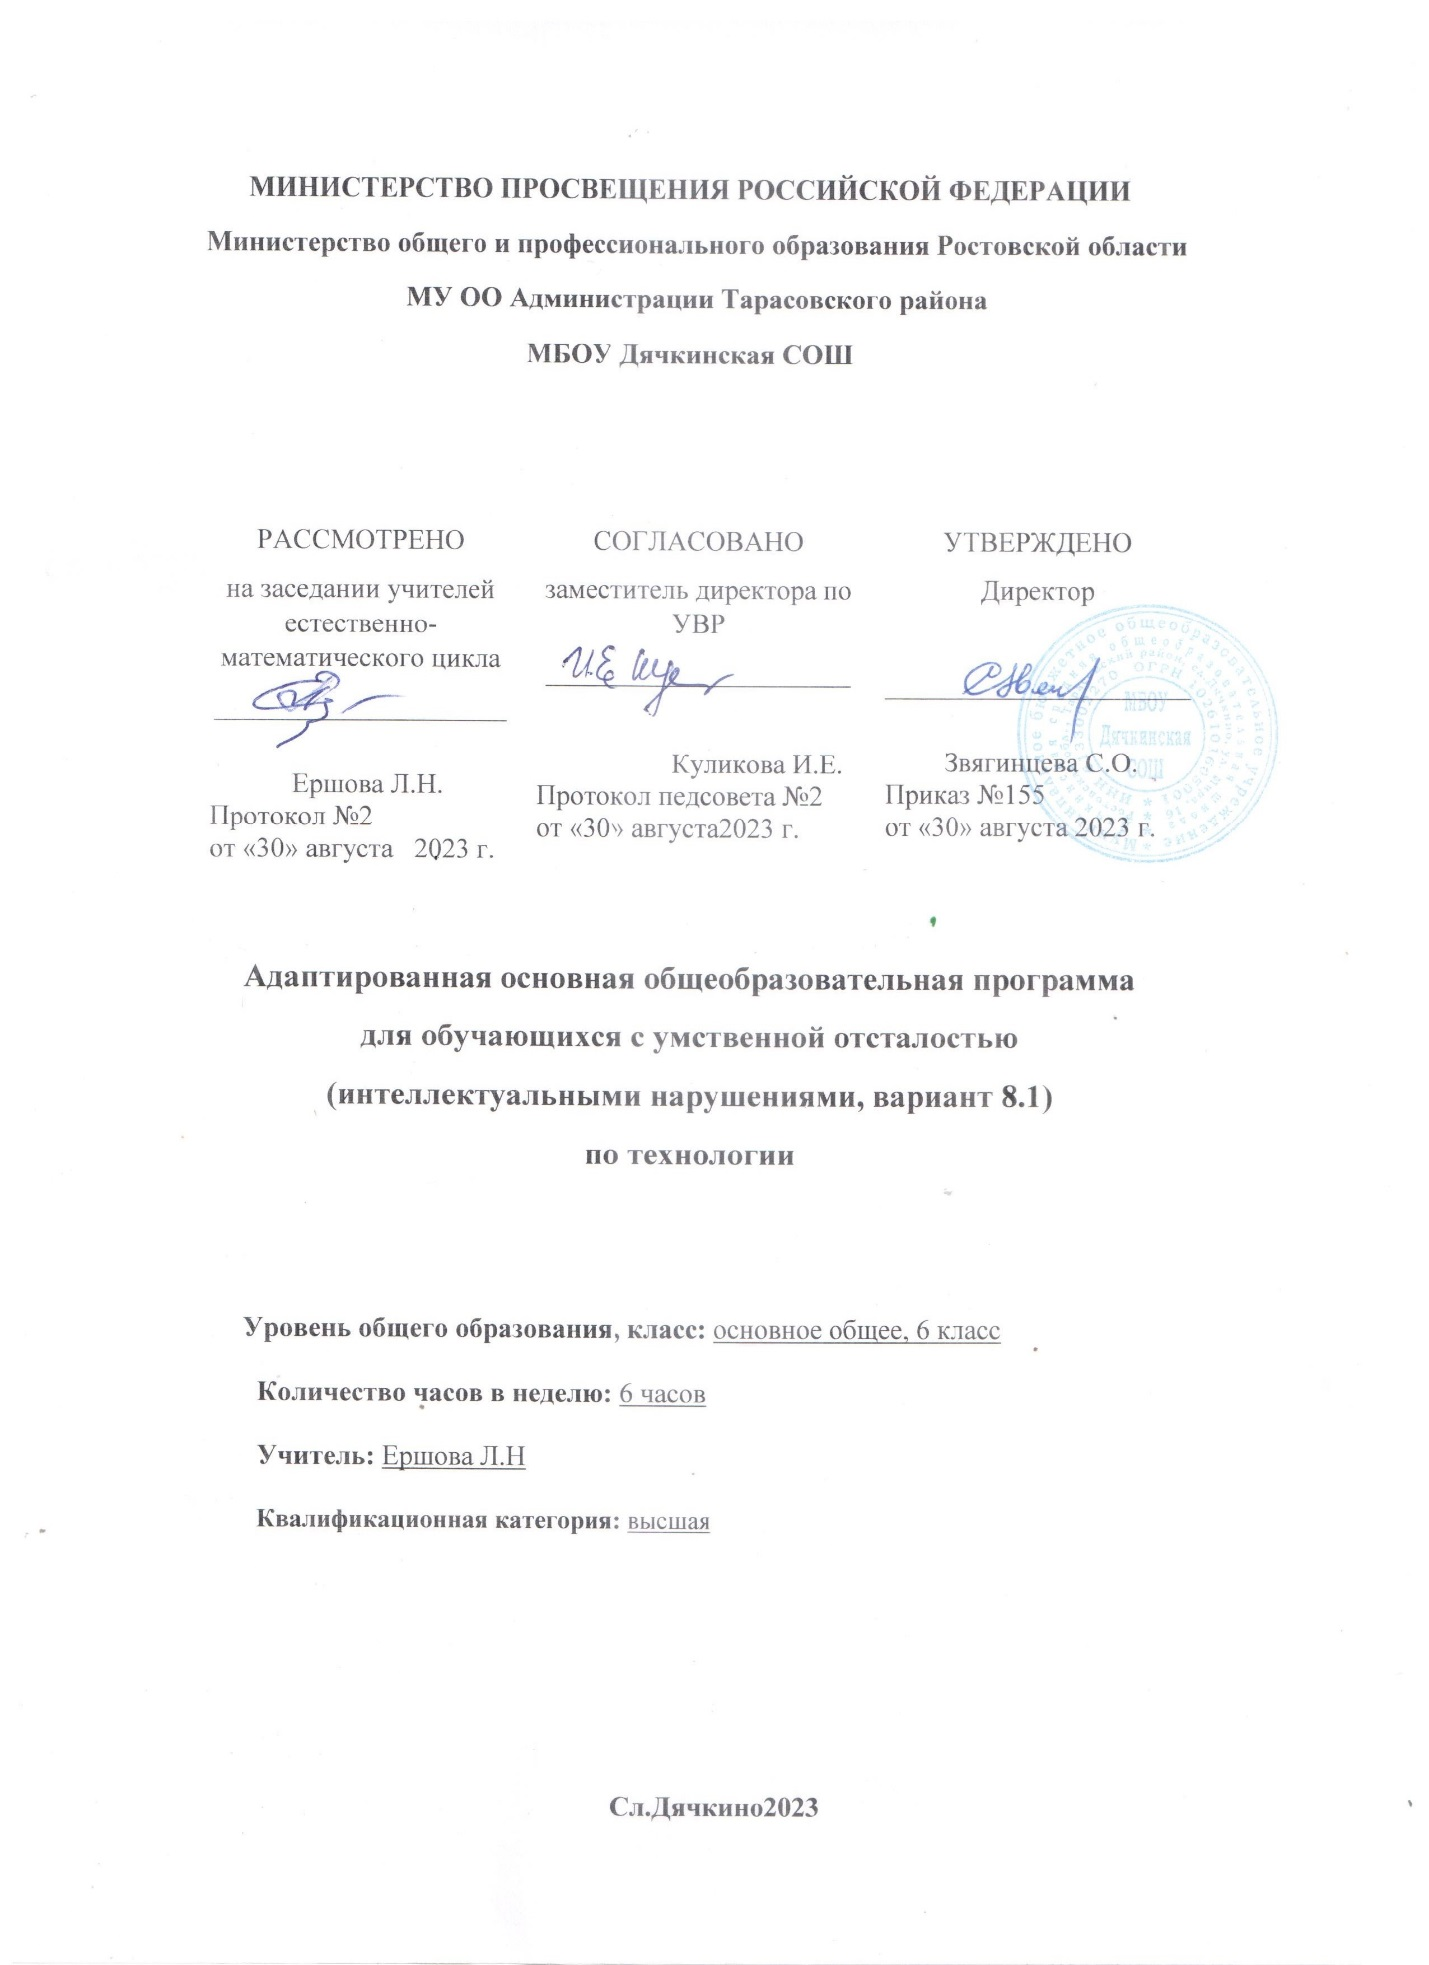 МИНИСТЕРСТВО ПРОСВЕЩЕНИЯ РОССИЙСКОЙ ФЕДЕРАЦИИ
Министерство общего и профессионального образования Ростовской области
МУ ОО Администрации Тарасовского района
МБОУ Дячкинская СОШ
РАССМОТРЕНО
на заседании учителей
естественно-
математического цикла
Ершова Л.Н.
Протокол №2
от «30» августа 2023 г.
СОГЛАСОВАНО
заместитель директора по
УВР
Куликова И.Е.
Протокол педсовета №2
от «30» августа2023 г.
УТВЕРЖДЕНО
Директор
Звягинцева С.О.
Приказ №155
от «30» августа 2023 г.
МБОУ
Дячкинская
СОШ
Адаптированная основная общеобразовательная программа
для обучающихся с умственной отсталостью
(интеллектуальными нарушениями, вариант 8.1)
по технологии
Уровень общего образования, класс: основное общее, 6 класс
Количество часов в неделю: 6 часов
Учитель: Ершова Л.Н
Квалификационная категория: высшая
Сл.Дячкино2023